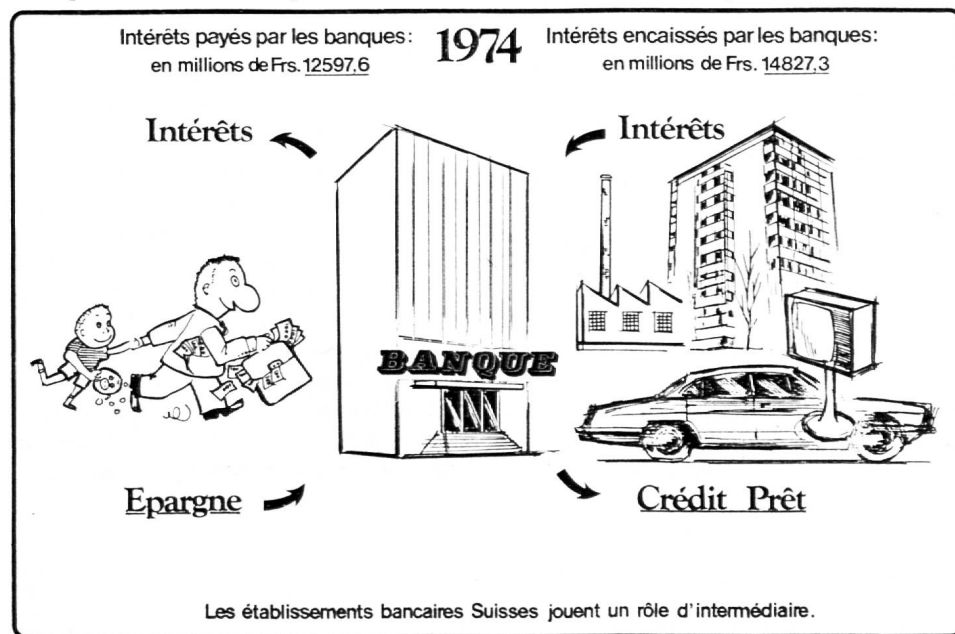 Intérêts payés par les banques:
en millions de Frs. 12597,6
1974
Intérêts encaissés par les banques:
en millions de Frs. 14827,3
Intérêts
Intérêts
BANQUE
Epargne
Crédit Prêt
Les établissements bancaires Suisses jouent un rôle d'intermédiaire.